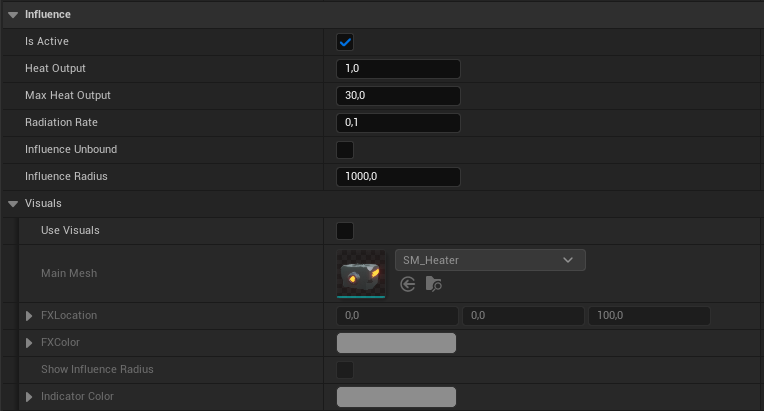 Influence
Is Active
Heat Output 1,0
Max Heat Output 30,0
Radiation Rate 0,1
Influence Unbound
Influence Radius 1000,0
Visuals
Use Visuals
Main Mesh SM_Heater
FXLocation 0,0 0,0 100,0
FXColor
Show Influence Radius
Indicator Color